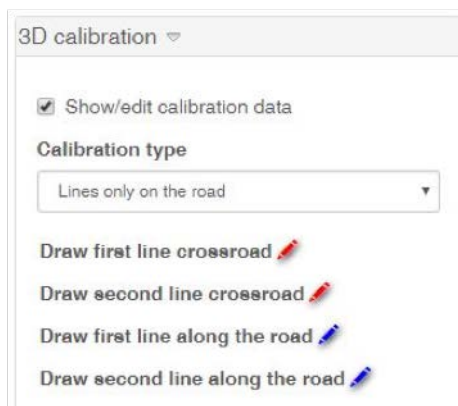 3D calibration
Show/edit calibration data
Calibration type
Lines only on the road
Draw first line crossroad
Draw second line crossroad
Draw first line along the road
Draw second line along the road